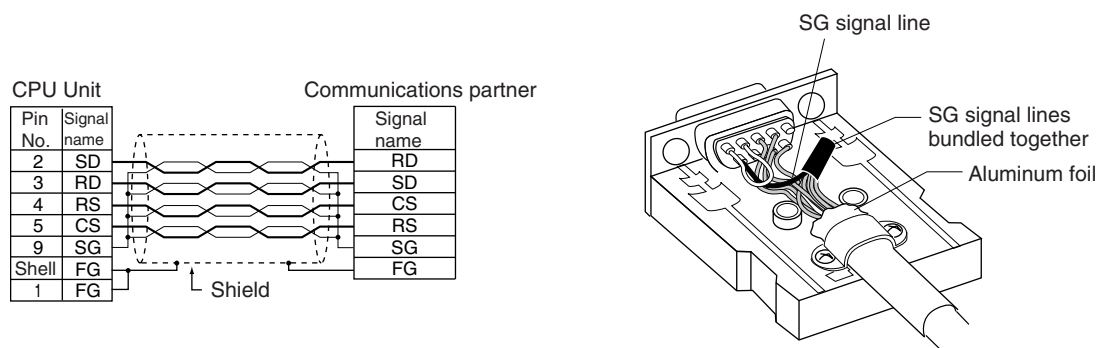 SG signal line
CPU Unit
Communications partner
Pin No. Signal name
2 SD
3 RD
4 RS
5 CS
9 SG
Shell FG
1 FG
Shield
Signal name
RD
SD
CS
RS
SG
FG
SG signal lines
bundled together
Aluminum foil